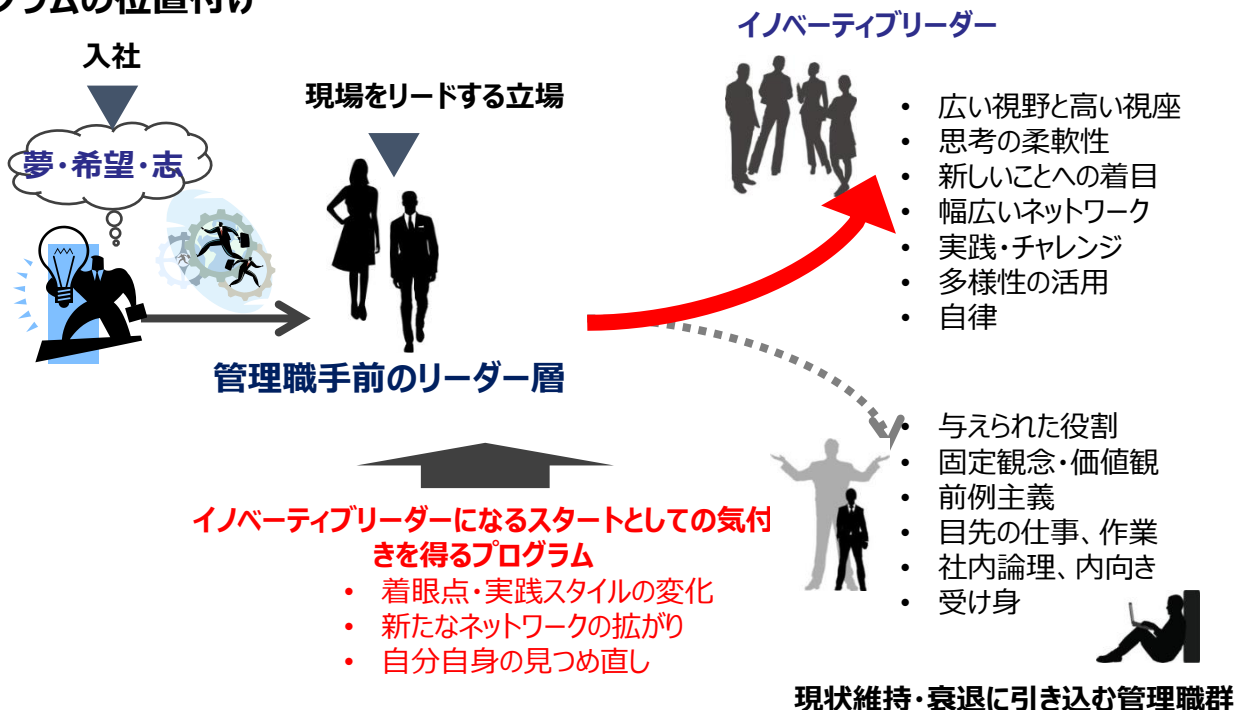 グラムの位置付け
入社
夢・希望・志
現場をリードする立場
管理職手前のリーダー層
イノベーティブリーダーになるスタートとしての気付
きを得るプログラム
• 着眼点・実践スタイルの変化
• 新たなネットワークの拡がり
• 自分自身の見つめ直し
イノベーティブリーダー
• 広い視野と高い視座
• 思考の柔軟性
• 新しいことへの着目
• 幅広いネットワーク
• 実践・チャレンジ
• 多様性の活用
• 自律
• 与えられた役割
• 固定観念・価値観
• 前例主義
• 目先の仕事、作業
• 社内論理、内向き
• 受け身
現状維持・衰退に引き込む管理職群